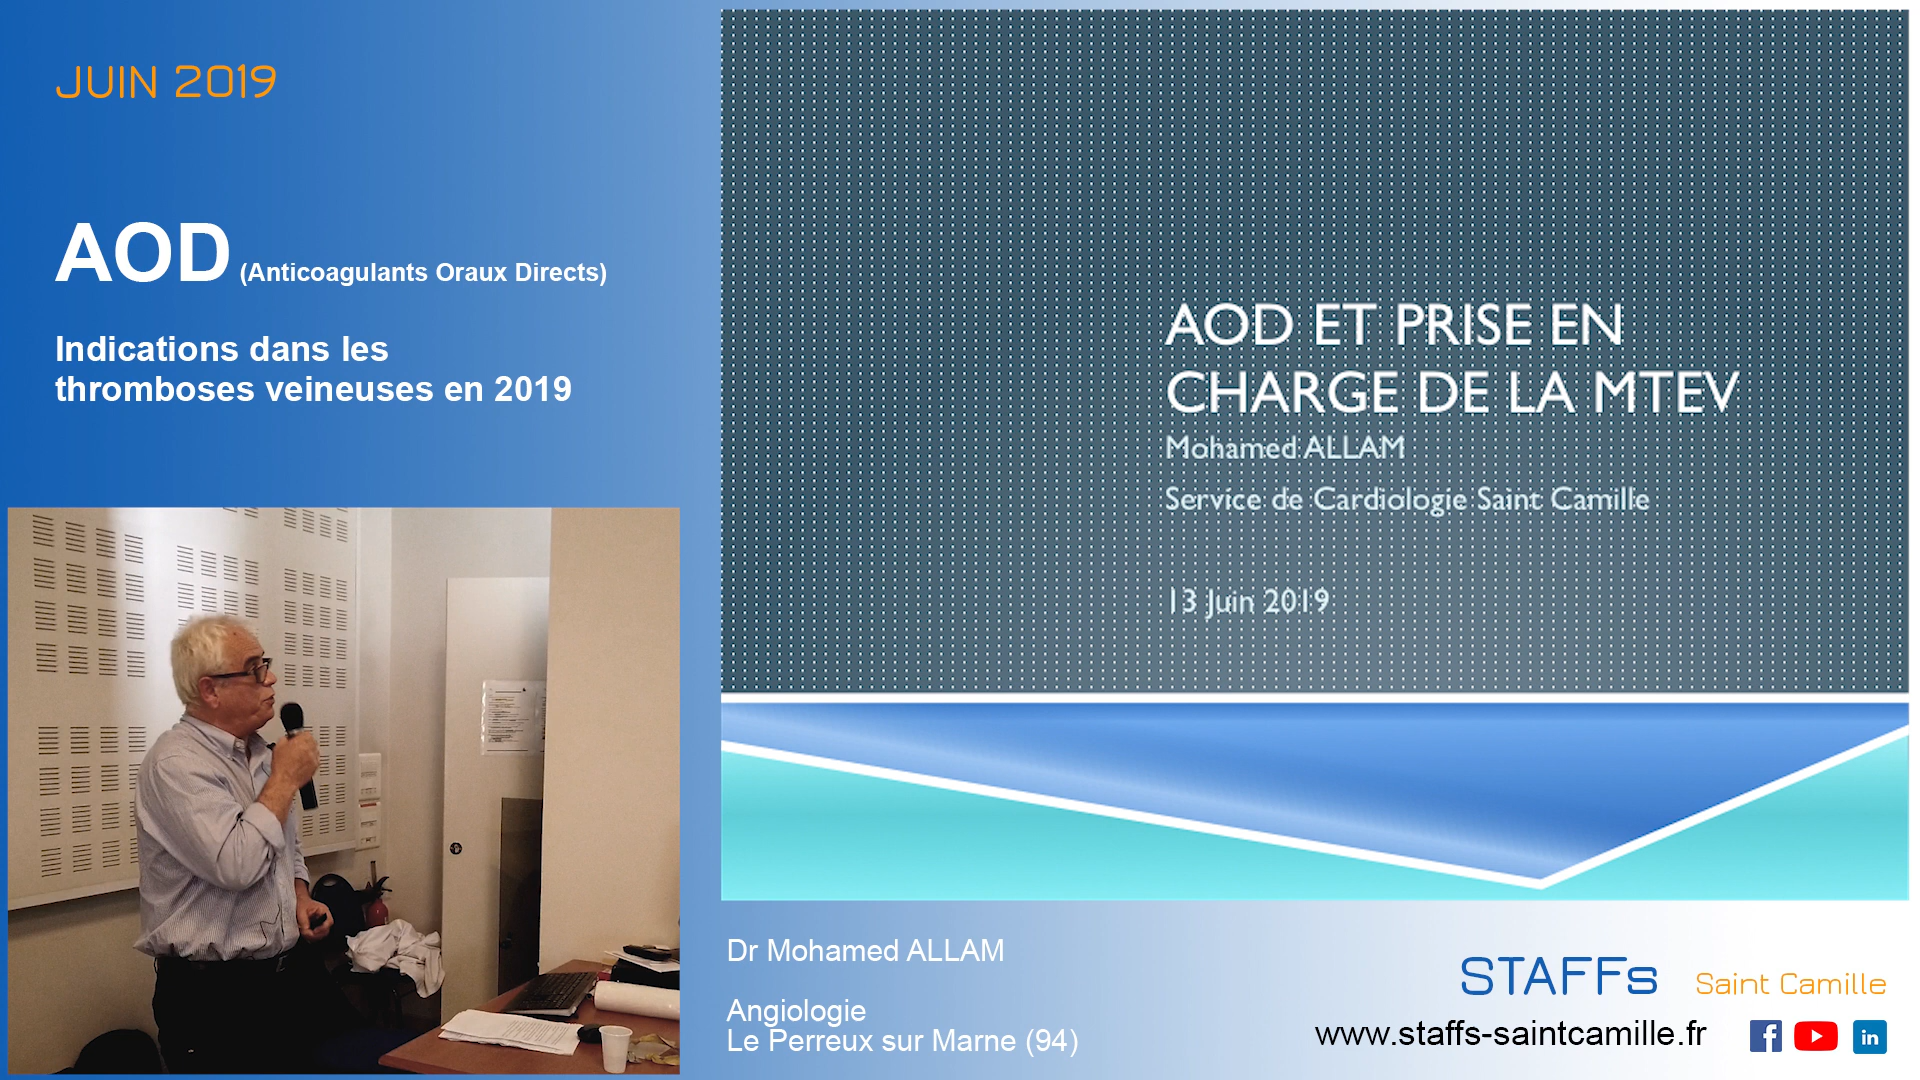 JUIN 2019
AOD (Anticoagulants Oraux Directs)
Indications dans les
thromboses veineuses en 2019
AOD ET PRISE EN
CHARGE DE LA MTEV
Mohamed ALLAM
Service de Cardiologie Saint Camille
13 Juin 2019
Dr Mohamed ALLAM
Angiologie
Le Perreux sur Marne (94)
STAFFs Saint Camille
www.staffs-saintcamille.fr